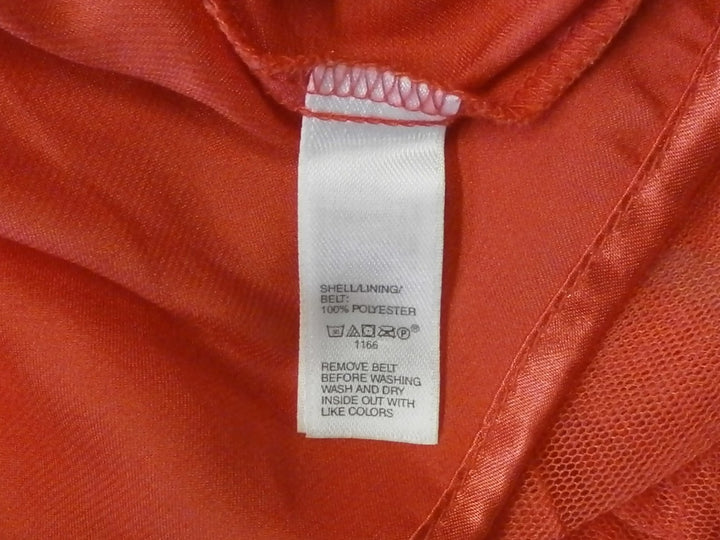 SHELL/LINING/
BELT:
100% POLYESTER
1166
REMOVE BELT
BEFORE WASHING
WASH AND DRY
INSIDE OUT WITH
LIKE COLORS